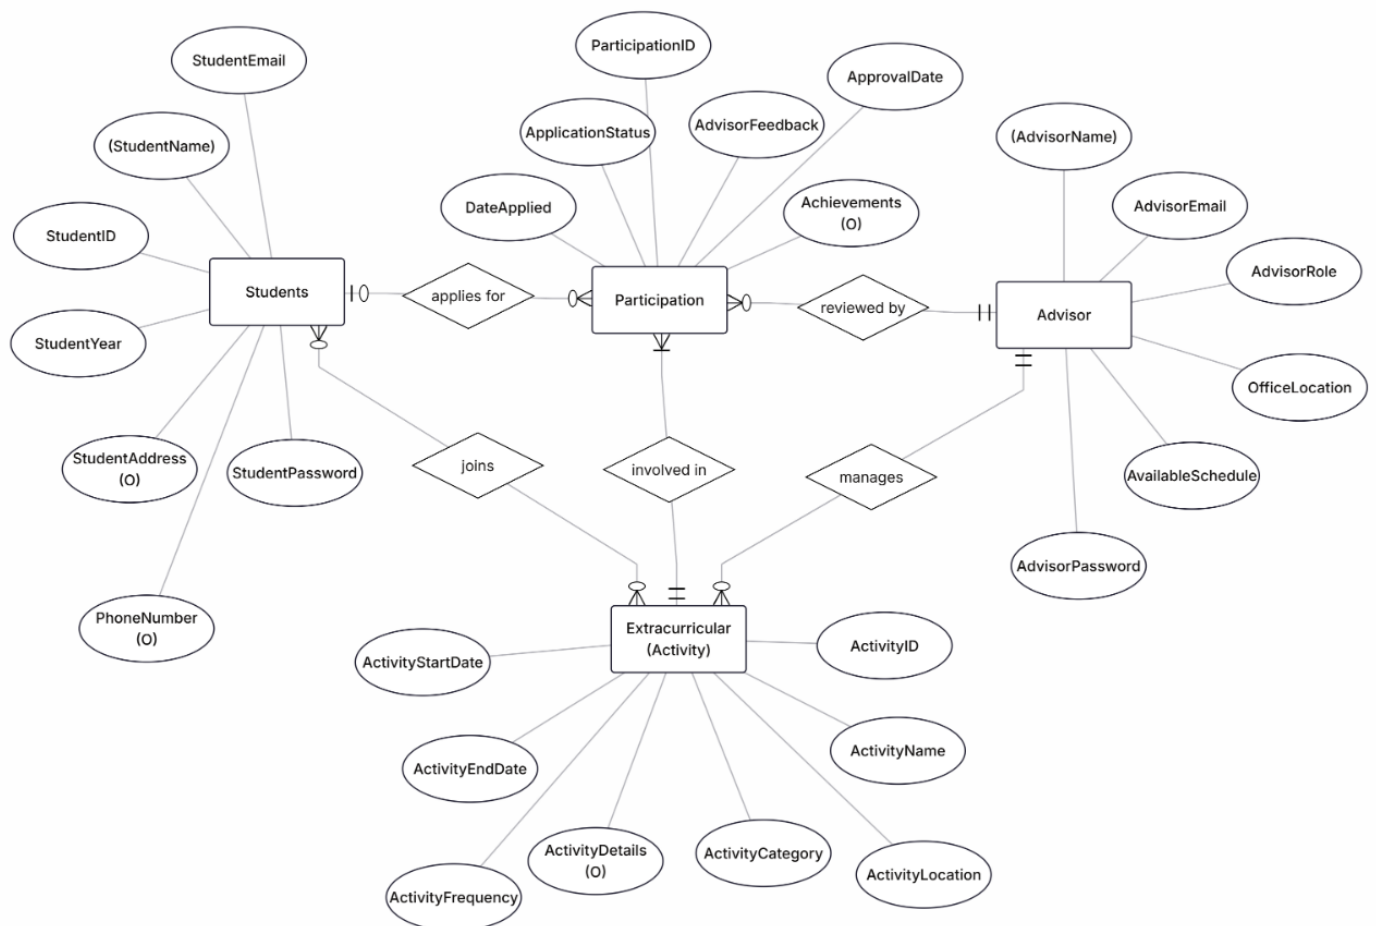 StudentEmail
ParticipationID
ApprovalDate
ApplicationStatus
AdvisorFeedback
(StudentName)
(AdvisorName)
DateApplied
Achievements
(O)
AdvisorEmail
StudentID
AdvisorRole
Students
applies for
Participation
reviewed by
Advisor
StudentYear
OfficeLocation
StudentAddress
(O)
StudentPassword
joins
involved in
manages
AvailableSchedule
AdvisorPassword
PhoneNumber
(O)
Extracurricular
(Activity)
ActivityStartDate
ActivityID
ActivityEndDate
ActivityName
ActivityDetails
(O)
ActivityCategory
ActivityLocation
ActivityFrequency